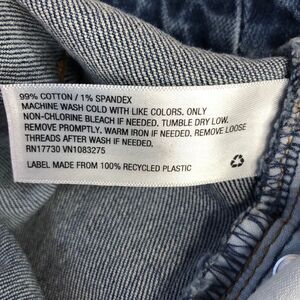 99% COTTON / 1% SPANDEX
MACHINE WASH COLD WITH LIKE COLORS. ONLY
NON-CHLORINE BLEACH IF NEEDED. TUMBLE DRY LOW.
REMOVE PROMPTLY. WARM IRON IF NEEDED. REMOVE LOOSE
THREADS AFTER WASH IF NEEDED.
RN17730 VN1083275
LABEL MADE FROM 100% RECYCLED PLASTIC